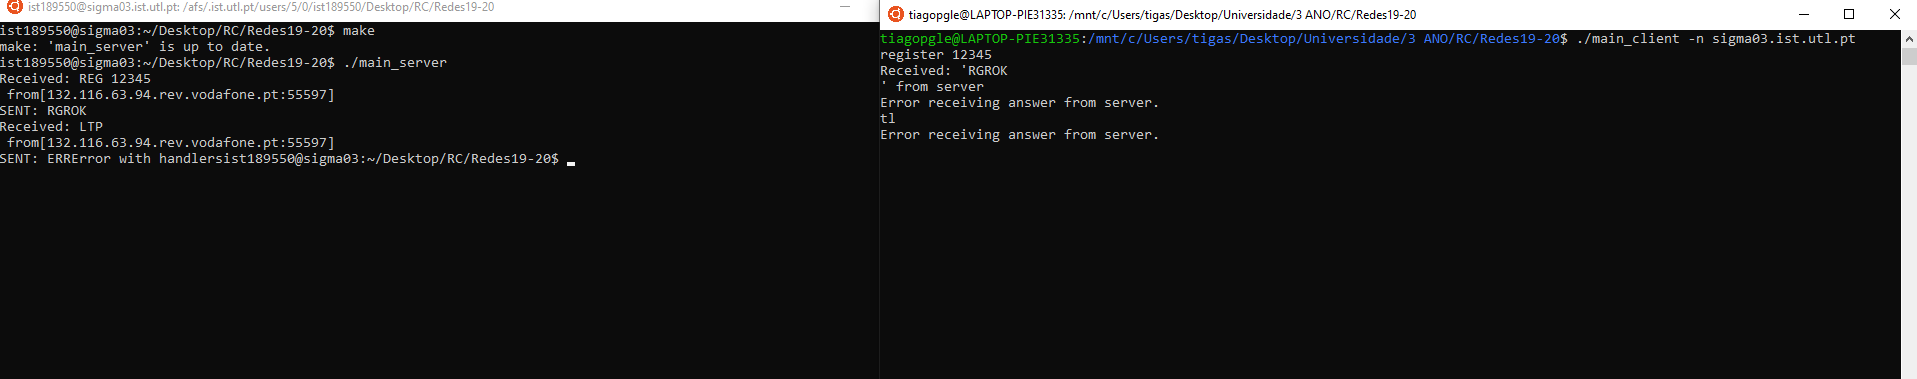 ist189550@sigma03.ist.utl.pt: /afs/.ist.utl.pt/users/5/0/ist189550/Desktop/RC/Redes19-20
ist189550@sigma03:~/Desktop/RC/Redes19-20$ make
make: 'main_server' is up to date.
ist189550@sigma03:~/Desktop/RC/Redes19-20$ ./main_server
Received: REG 12345
from[132.116.63.94.rev.vodafone.pt:55597]
SENT: RGROK
Received: LTP
from[132.116.63.94.rev.vodafone.pt:55597]
SENT: ERRError with handlersist189550@sigma03:~/Desktop/RC/Redes19-20$
tiagopgle@LAPTOP-PIE31335: /mnt/c/Users/tigas/Desktop/Universidade/3 ANO/RC/Redes19-20
tiagopgle@LAPTOP-PIE31335:/mnt/c/Users/tigas/Desktop/Universidade/3 ANO/RC/Redes19-20$ ./main_client -n sigma03.ist.utl.pt
register 12345
Received: 'RGROK
' from server
Error receiving answer from server.
tl
Error receiving answer from server.